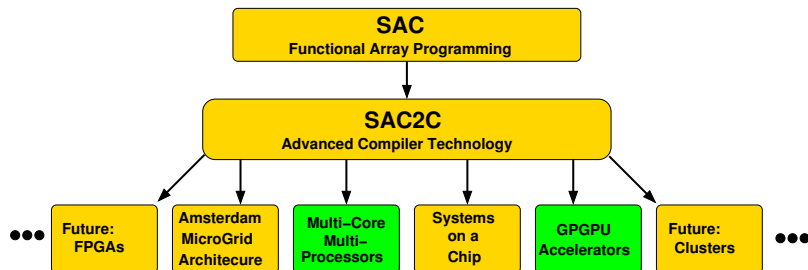 SAC
Functional Array Programming
SAC2C
Advanced Compiler Technology
Future:
FPGAs
Amsterdam
MicroGrid
Architecure
Multi−Core
Multi−
Processors
Systems
on a
Chip
GPGPU
Accelerators
Future:
Clusters